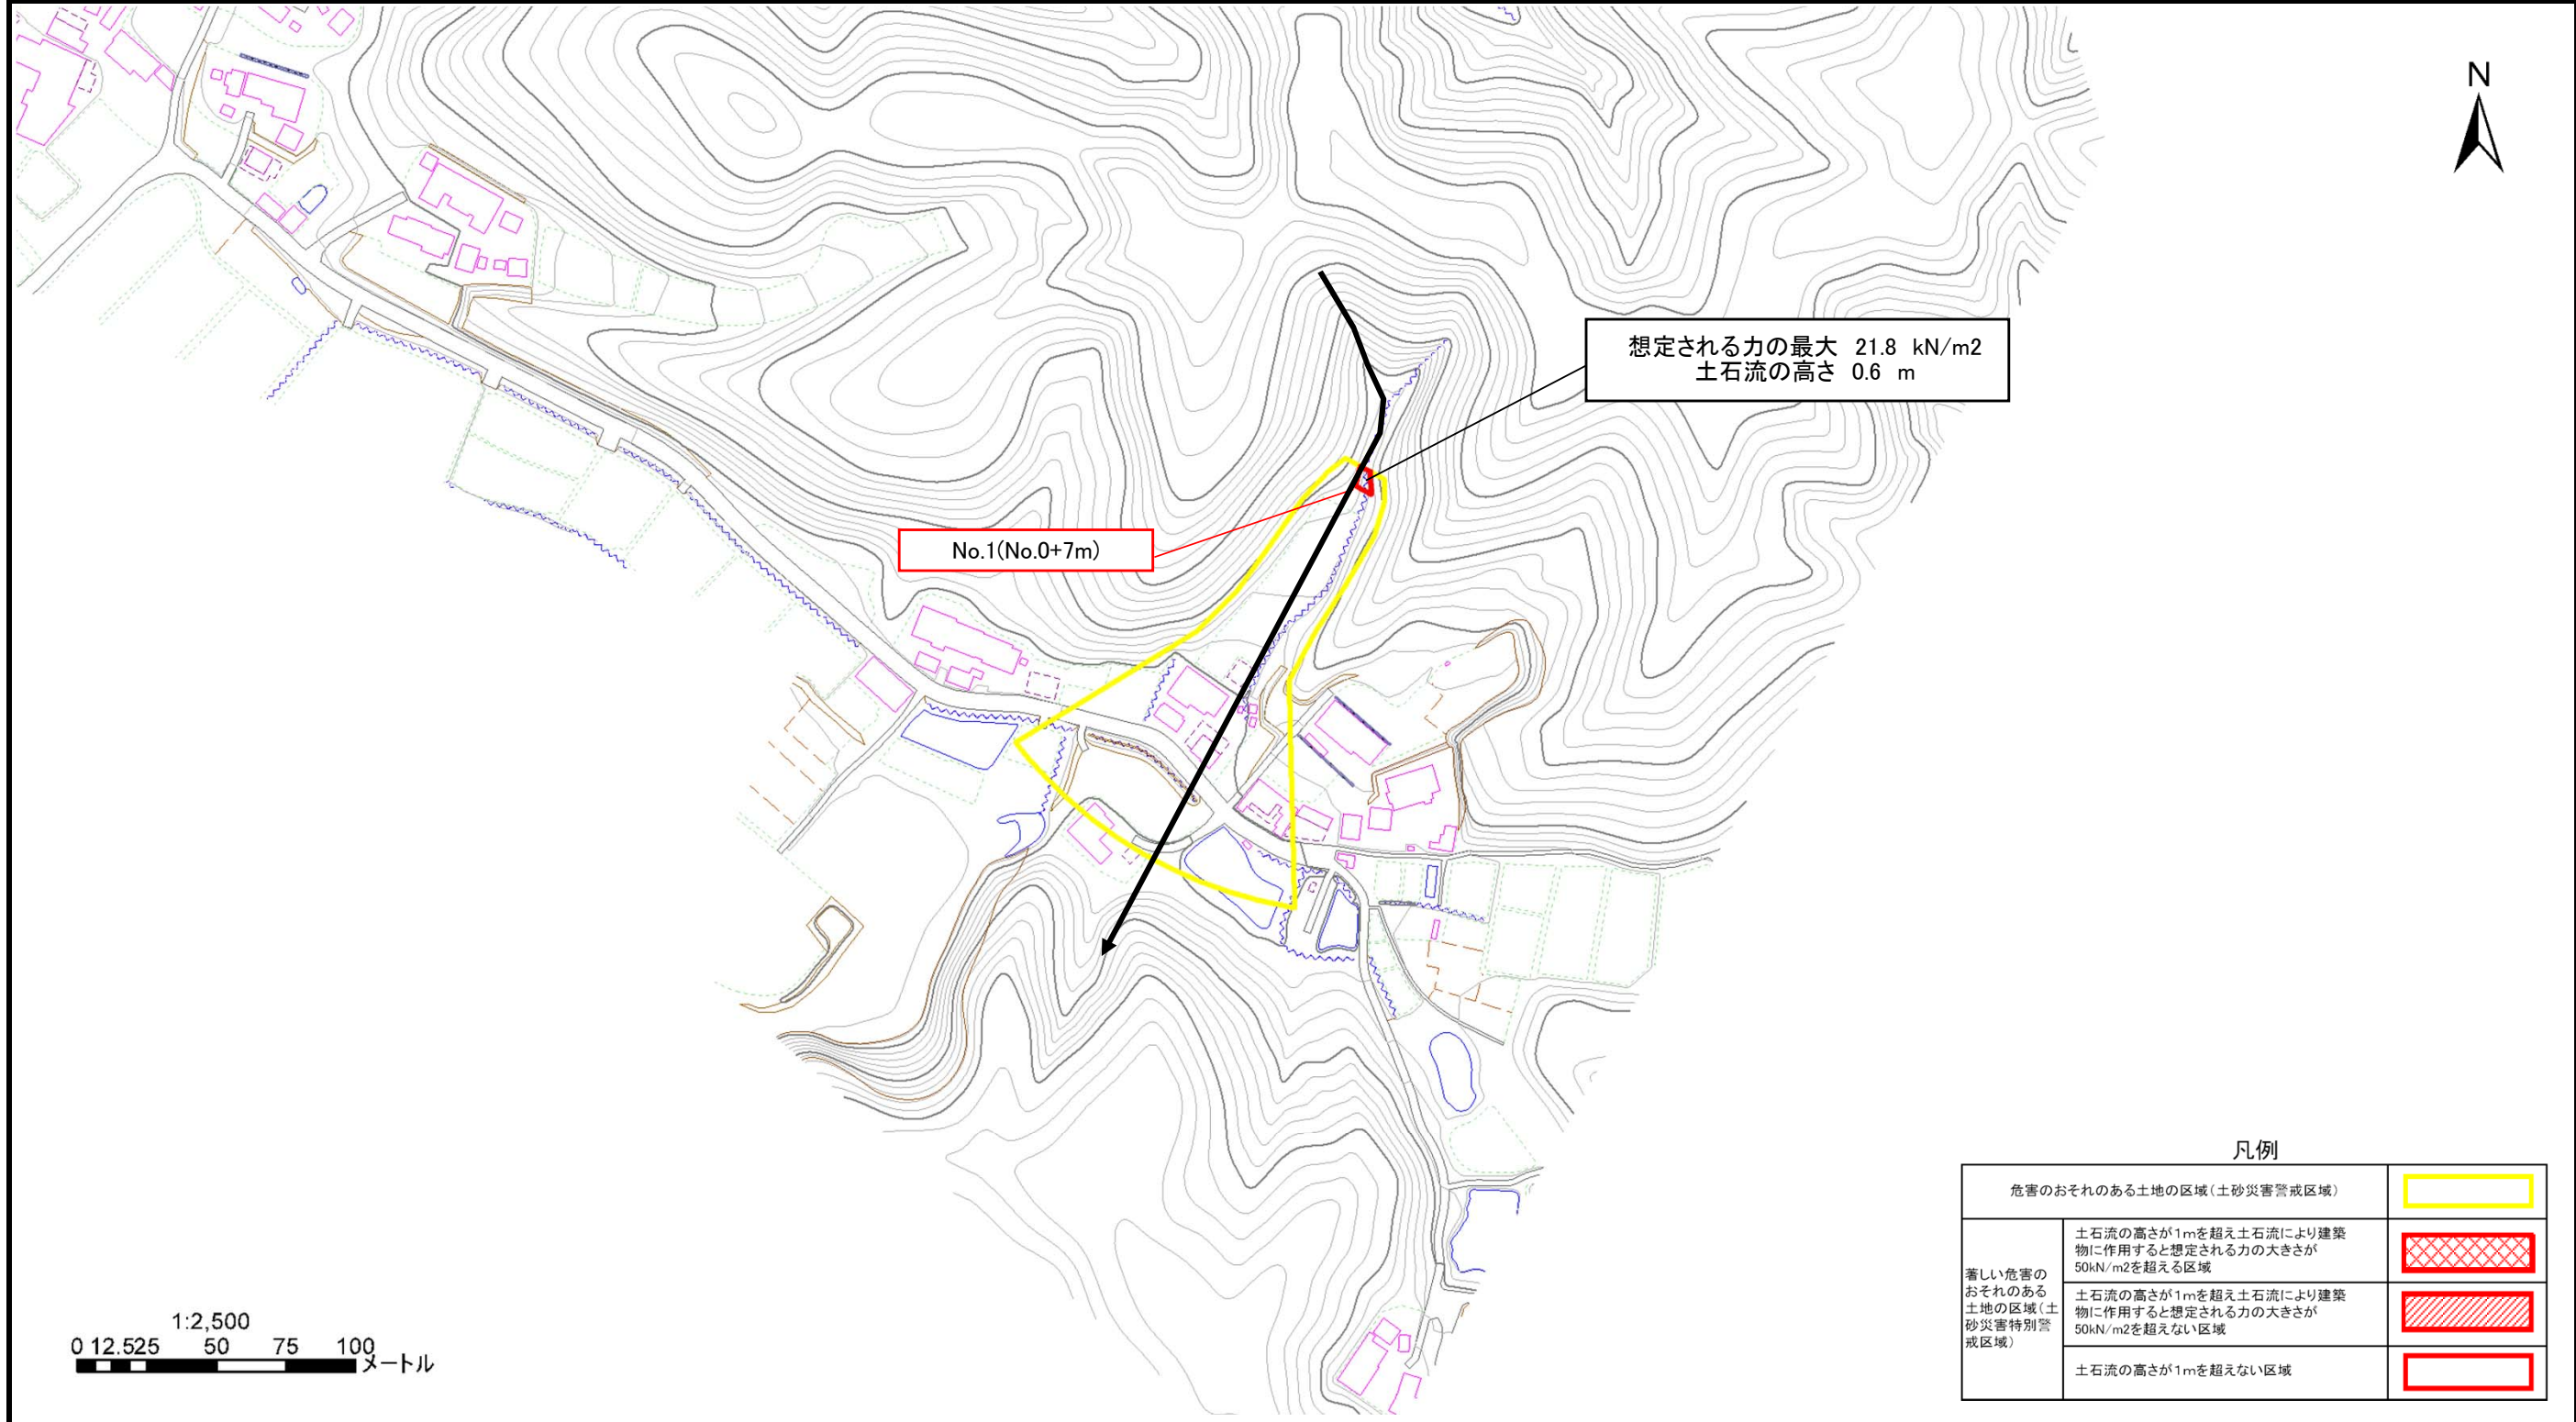 N
想定される力の最大 21.8 kN/m2
土石流の高さ 0.6 m
No.1(No.0+7m)
凡例
危害のおそれのある土地の区域(土砂災害警戒区域)
著しい危害の
おそれのある
土地の区域(土
砂災害特別警
戒区域)
土石流の高さが1mを超え土石流により建築
物に作用すると想定される力の大きさが
50kN/m2を超える区域
土石流の高さが1mを超え土石流により建築
物に作用すると想定される力の大きさが
50kN/m2を超えない区域
土石流の高さが1mを超えない区域
1:2,500
0 12.525 50 75 100
メートル